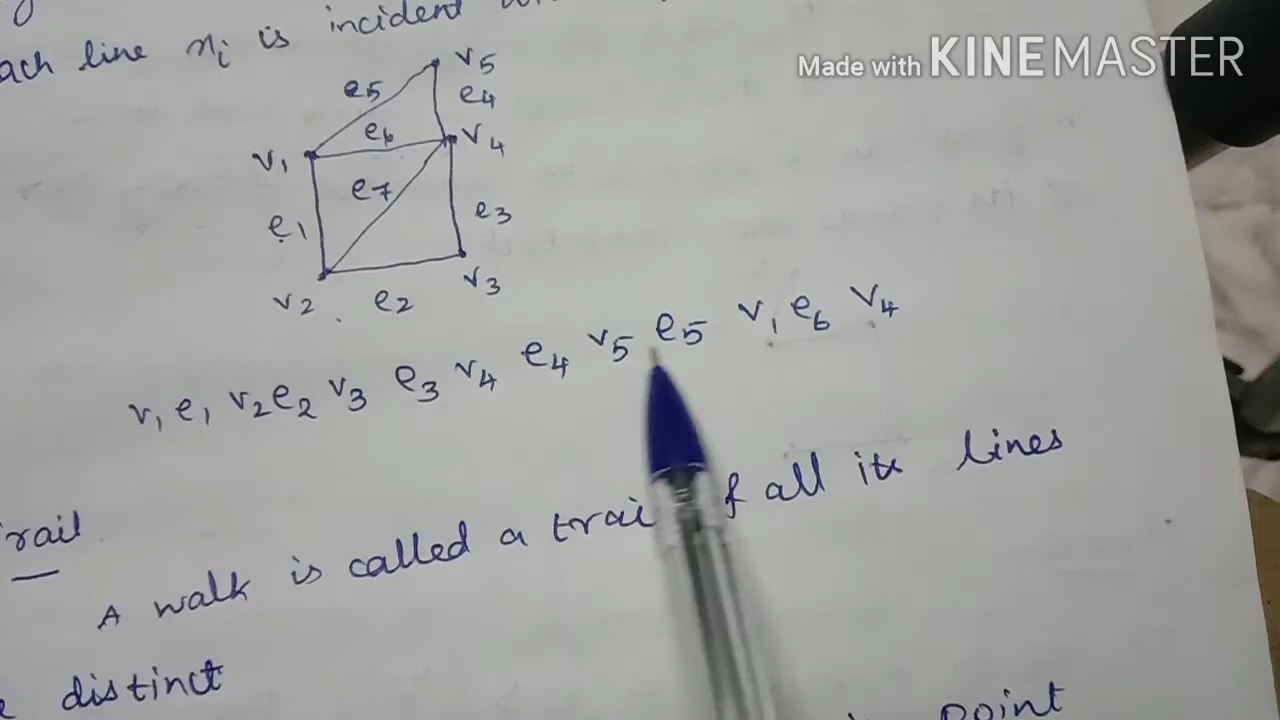 ach line xi is incident
Made with KINEMASTER
v5
e5 e4
e6 v4
v1
e7
e1 e3
v2 e2 v3
v1 e1 v2 e2 v3 e3 v4 e4 v5 e5 v1 e6 v4
rail
A walk is called a trai f all its lines
distinct
point